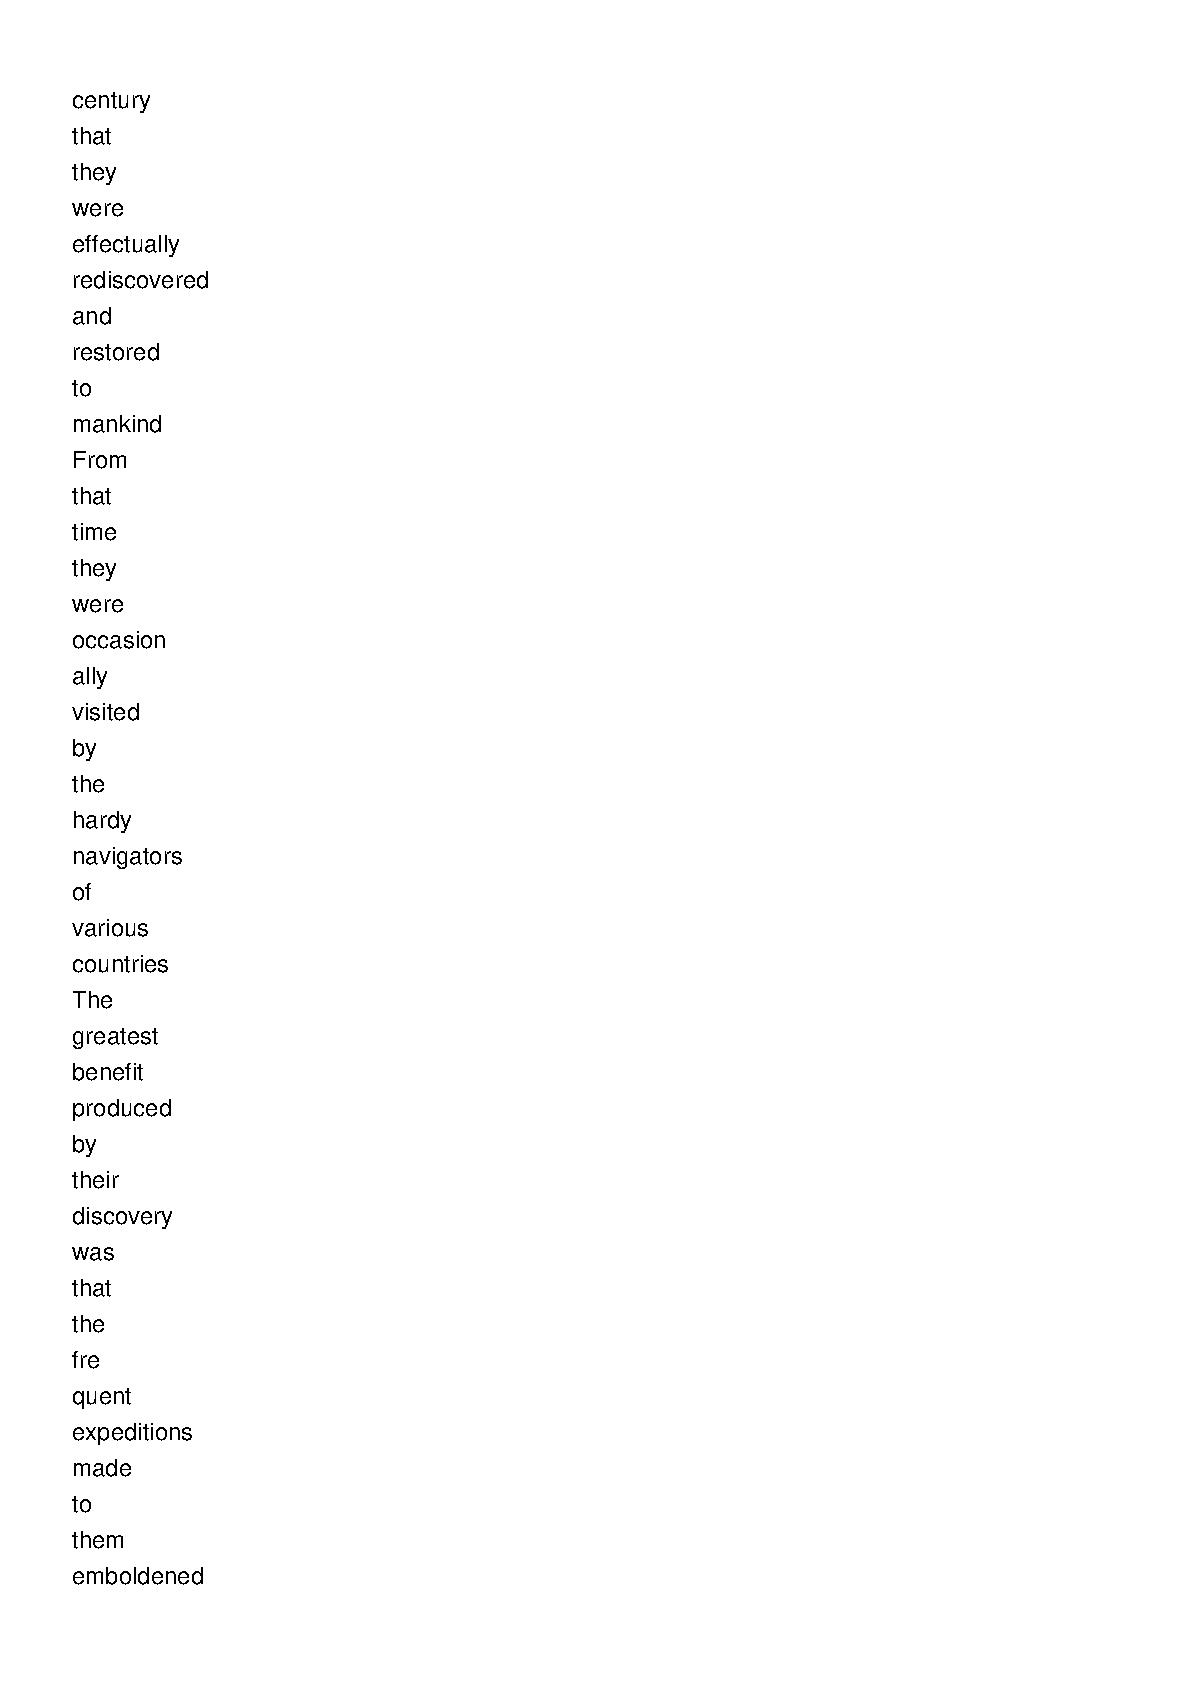 century
that
they
were
effectually
rediscovered
and
restored
to
mankind
From
that
time
they
were
occasion
ally
visited
by
the
hardy
navigators
of
various
countries
The
greatest
benefit
produced
by
their
discovery
was
that
the
fre
quent
expeditions
made
to
them
emboldened